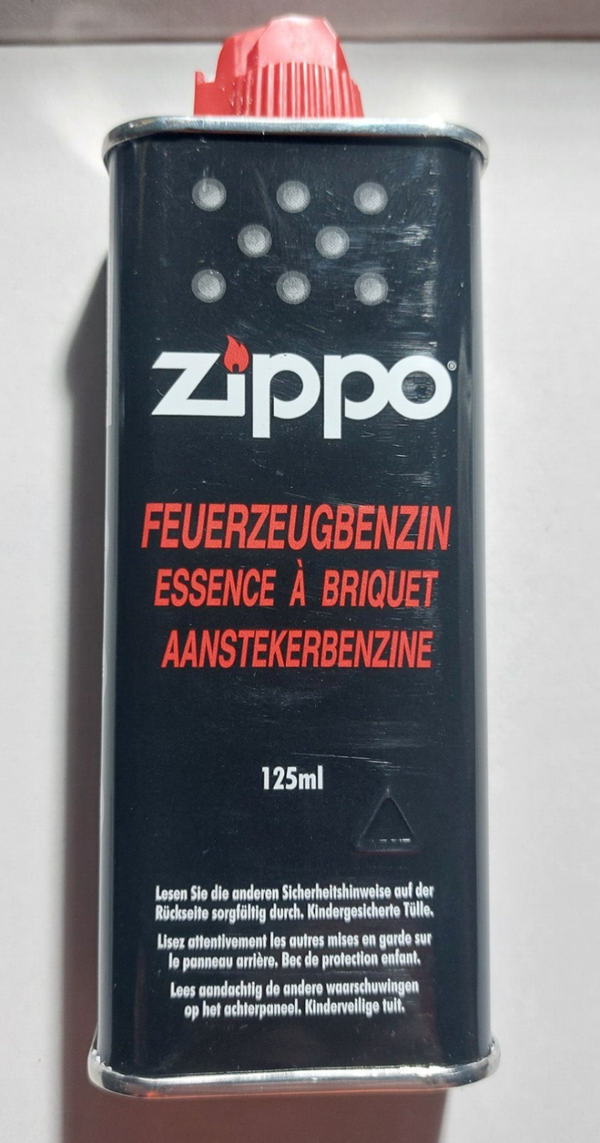 zippo®
FEUERZEUGBENZIN
ESSENCE À BRIQUET
AANSTEKERBENZINE
125ml
Lesen Sie die anderen Sicherheitshinweise auf der
Rückseite sorgfältig durch. Kindergesicherte Tülle.
Lisez attentivement les autres mises en garde sur
le panneau arrière. Bec de protection enfant.
Lees aandachtig de andere waarschuwingen
op het achterpaneel. Kinderveilige tuit.